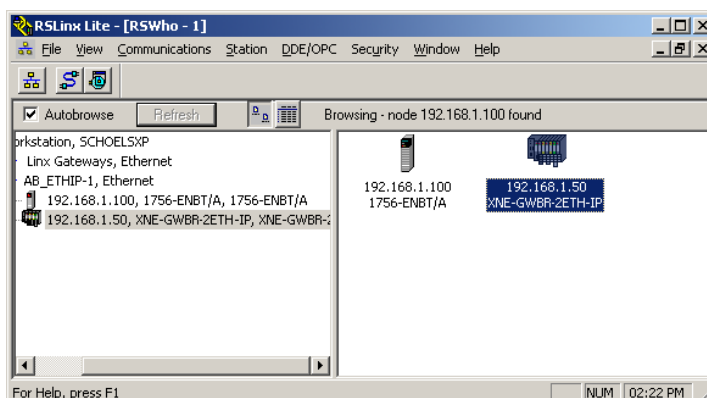 RSLinx Lite - [RSWho - 1]
File View Communications Station DDE/OPC Security Window Help
Autobrowse Refresh Browsing - node 192.168.1.100 found
orkstation, SCHOELSXP
Linx Gateways, Ethernet
AB_ETHIP-1, Ethernet
192.168.1.100, 1756-ENBT/A, 1756-ENBT/A
192.168.1.50, XNE-GWBR-2ETH-IP, XNE-GWBR-2
192.168.1.100
1756-ENBT/A
192.168.1.50
XNE-GWBR-2ETH-IP
For Help, press F1 NUM 02:22 PM